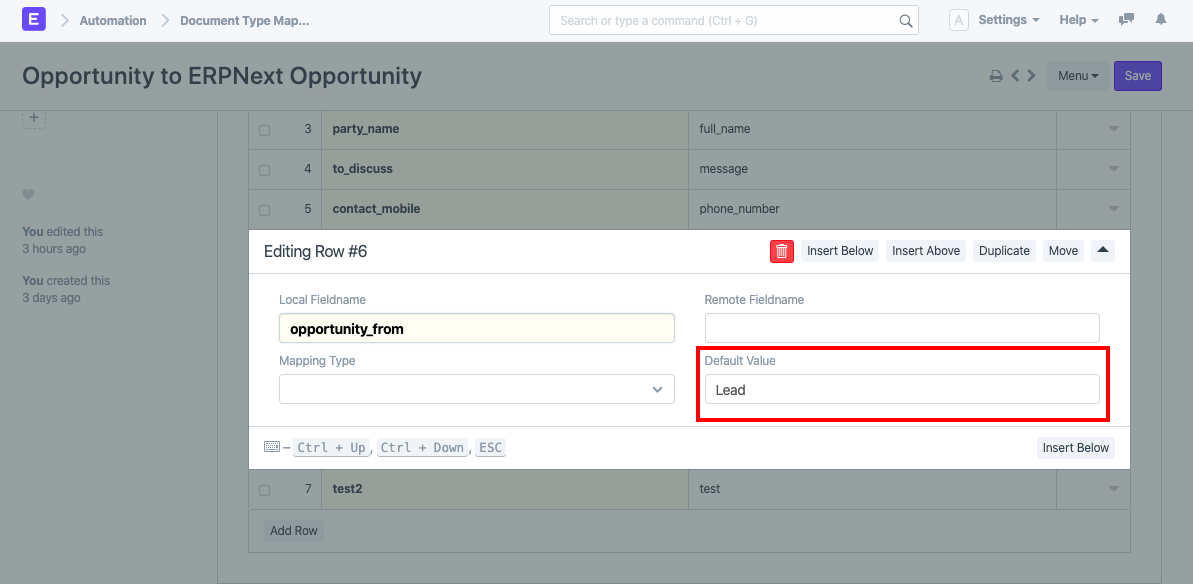 E Automation Document Type Map... Search or type a command (Ctrl + G) A Settings Help
Opportunity to ERPNext Opportunity Menu Save
+
3 party_name full_name
4 to_discuss message
5 contact_mobile phone_number
You edited this
3 hours ago
You created this
3 days ago
Editing Row #6 Insert Below Insert Above Duplicate Move
Local Fieldname Remote Fieldname
opportunity_from
Mapping Type Default Value
Lead
– Ctrl + Up, Ctrl + Down, ESC Insert Below
7 test2 test
Add Row